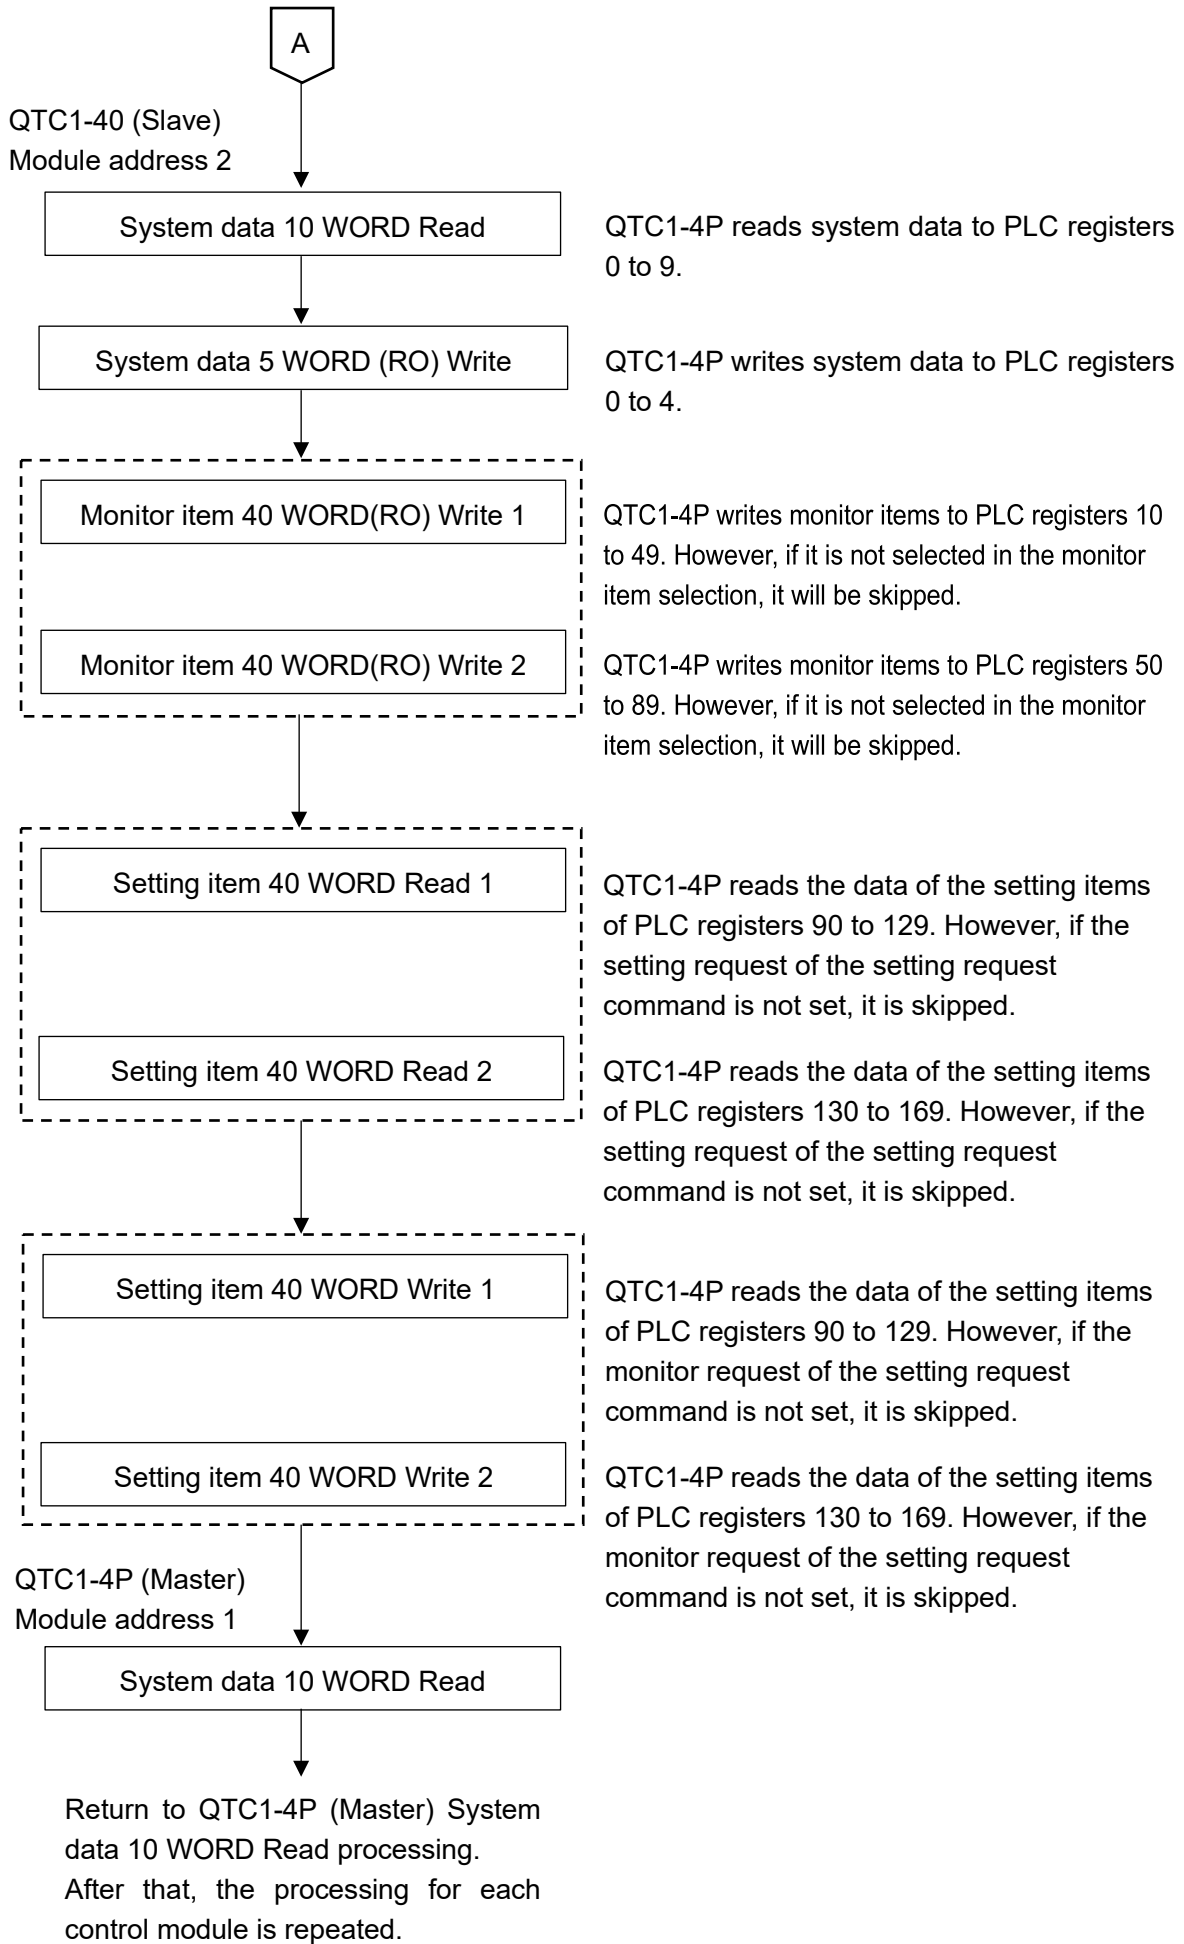 A
QTC1-40 (Slave)
Module address 2
System data 10 WORD Read
QTC1-4P reads system data to PLC registers
0 to 9.
System data 5 WORD (RO) Write
QTC1-4P writes system data to PLC registers
0 to 4.
Monitor item 40 WORD(RO) Write 1
QTC1-4P writes monitor items to PLC registers 10
to 49. However, if it is not selected in the monitor
item selection, it will be skipped.
Monitor item 40 WORD(RO) Write 2
QTC1-4P writes monitor items to PLC registers 50
to 89. However, if it is not selected in the monitor
item selection, it will be skipped.
Setting item 40 WORD Read 1
QTC1-4P reads the data of the setting items
of PLC registers 90 to 129. However, if the
setting request of the setting request
command is not set, it is skipped.
Setting item 40 WORD Read 2
QTC1-4P reads the data of the setting items
of PLC registers 130 to 169. However, if the
setting request of the setting request
command is not set, it is skipped.
Setting item 40 WORD Write 1
QTC1-4P reads the data of the setting items
of PLC registers 90 to 129. However, if the
monitor request of the setting request
command is not set, it is skipped.
Setting item 40 WORD Write 2
QTC1-4P reads the data of the setting items
of PLC registers 130 to 169. However, if the
monitor request of the setting request
command is not set, it is skipped.
QTC1-4P (Master)
Module address 1
System data 10 WORD Read
Return to QTC1-4P (Master) System
data 10 WORD Read processing.
After that, the processing for each
control module is repeated.